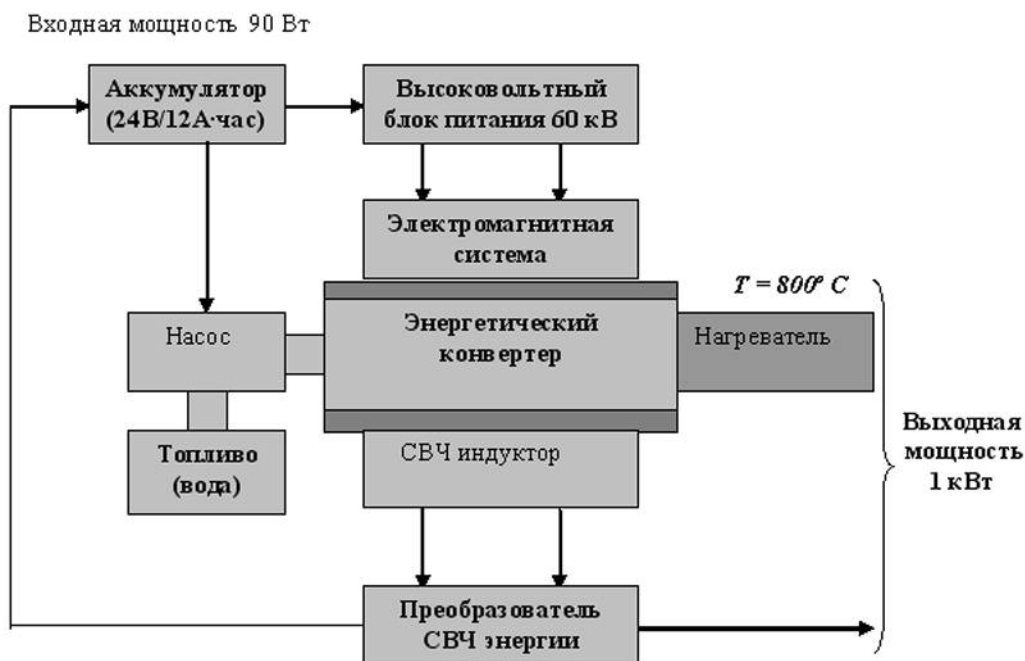 Входная мощность 90 Вт
Аккумулятор
(24В/12А·час)
Высоковольтный
блок питания 60 кВ
Электромагнитная
система
T = 800° C
Насос
Энергетический
конвертер
Нагреватель
Топливо
(вода)
СВЧ индуктор
Выходная
мощность
1 кВт
Преобразователь
СВЧ энергии